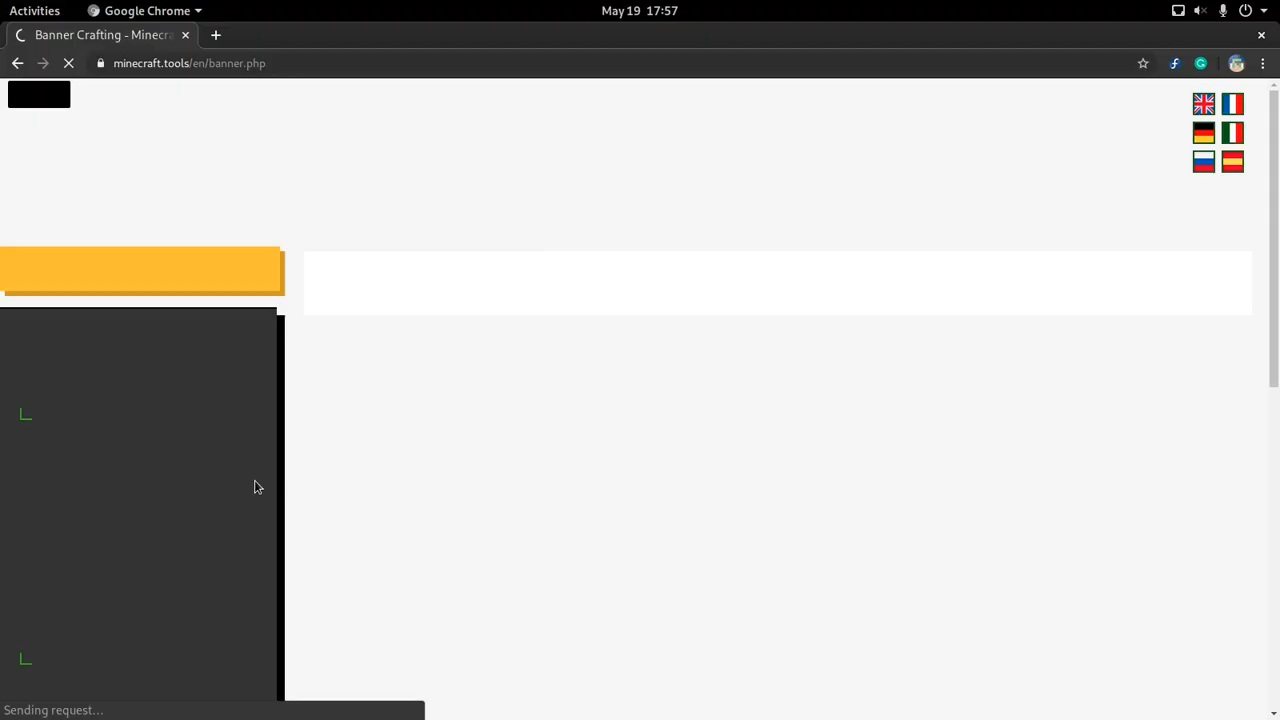 Activities Google Chrome May 19 17:57
Banner Crafting - Minecra
minecraft.tools/en/banner.php
Sending request...